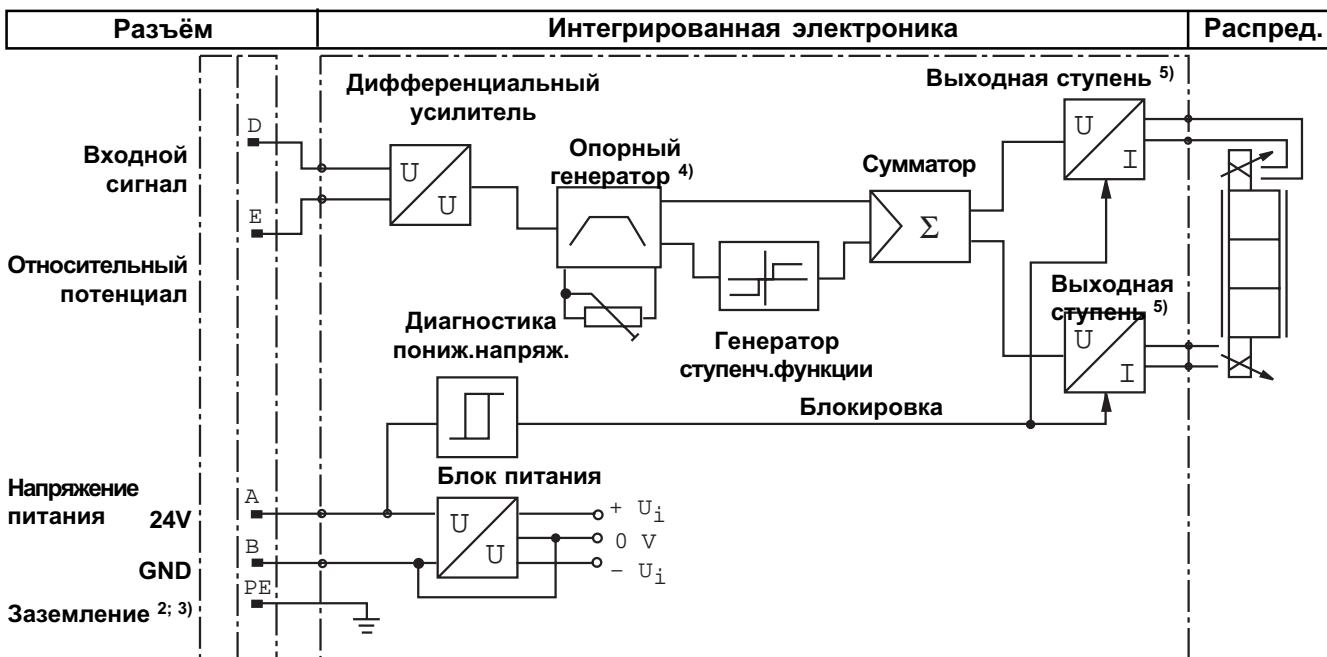 Разъём
Интегрированная электроника
Распред.
Дифференциальный
усилитель
Выходная ступень 5)
D
U
I
Входной
сигнал
Опорный
генератор 4)
Сумматор
U
U
Σ
E
Относительный
потенциал
Выходная
ступень 5)
U
I
Диагностика
пониж.напряж.
Генератор
ступенч.функции
Блокировка
Блок питания
Напряжение
питания 24V
A
U
U
+ Ui
0 V
− Ui
B
GND
PE
Заземление 2; 3)